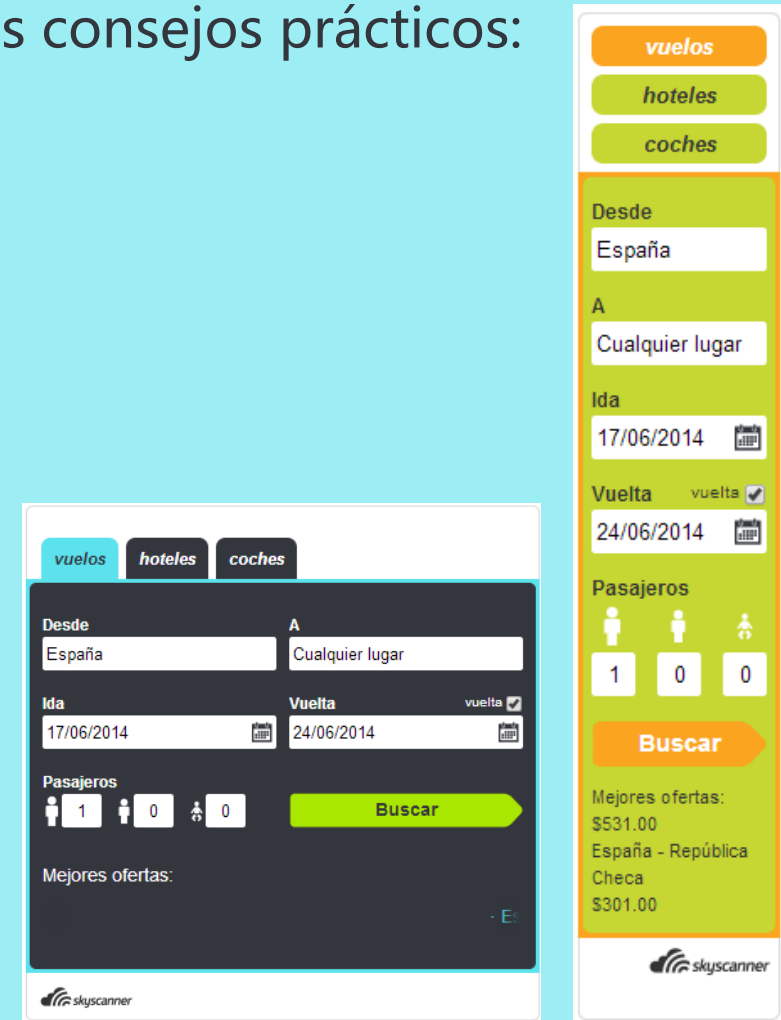 s consejos prácticos:
vuelos hoteles coches
Desde A
España Cualquier lugar
Ida Vuelta vuelta
17/06/2014 24/06/2014
Pasajeros
1 0 0 Buscar
Mejores ofertas:
skyscanner
vuelos
hoteles
coches
Desde
España
A
Cualquier lugar
Ida
17/06/2014
Vuelta vuelta
24/06/2014
Pasajeros
1 0 0
Buscar
Mejores ofertas:
$531.00
España - República
Checa
$301.00
skyscanner